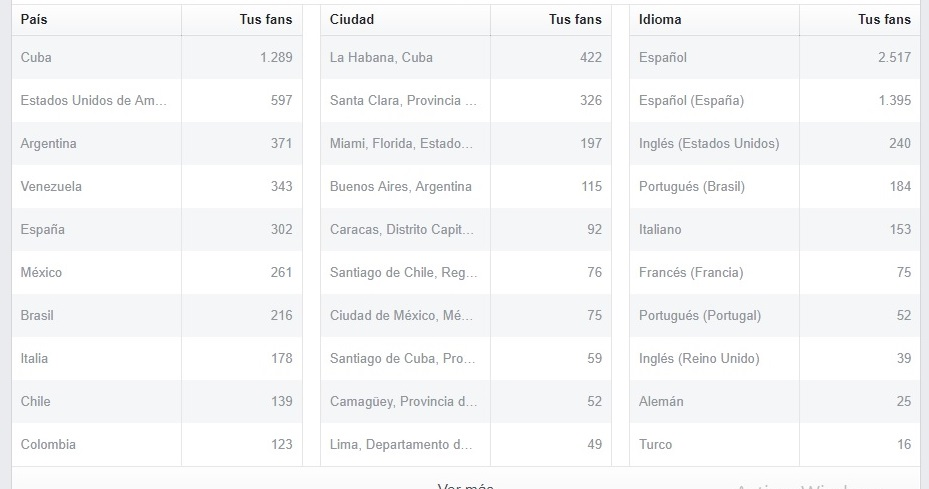 País Tus fans Ciudad Tus fans Idioma Tus fans
Cuba 1.289 La Habana, Cuba 422 Español 2.517
Estados Unidos de Am... 597 Santa Clara, Provincia ... 326 Español (España) 1.395
Argentina 371 Miami, Florida, Estado... 197 Inglés (Estados Unidos) 240
Venezuela 343 Buenos Aires, Argentina 115 Portugués (Brasil) 184
España 302 Caracas, Distrito Capit... 92 Italiano 153
México 261 Santiago de Chile, Reg... 76 Francés (Francia) 75
Brasil 216 Ciudad de México, Mé... 75 Portugués (Portugal) 52
Italia 178 Santiago de Cuba, Pro... 59 Inglés (Reino Unido) 39
Chile 139 Camagüey, Provincia d... 52 Alemán 25
Colombia 123 Lima, Departamento d... 49 Turco 16
Ver más